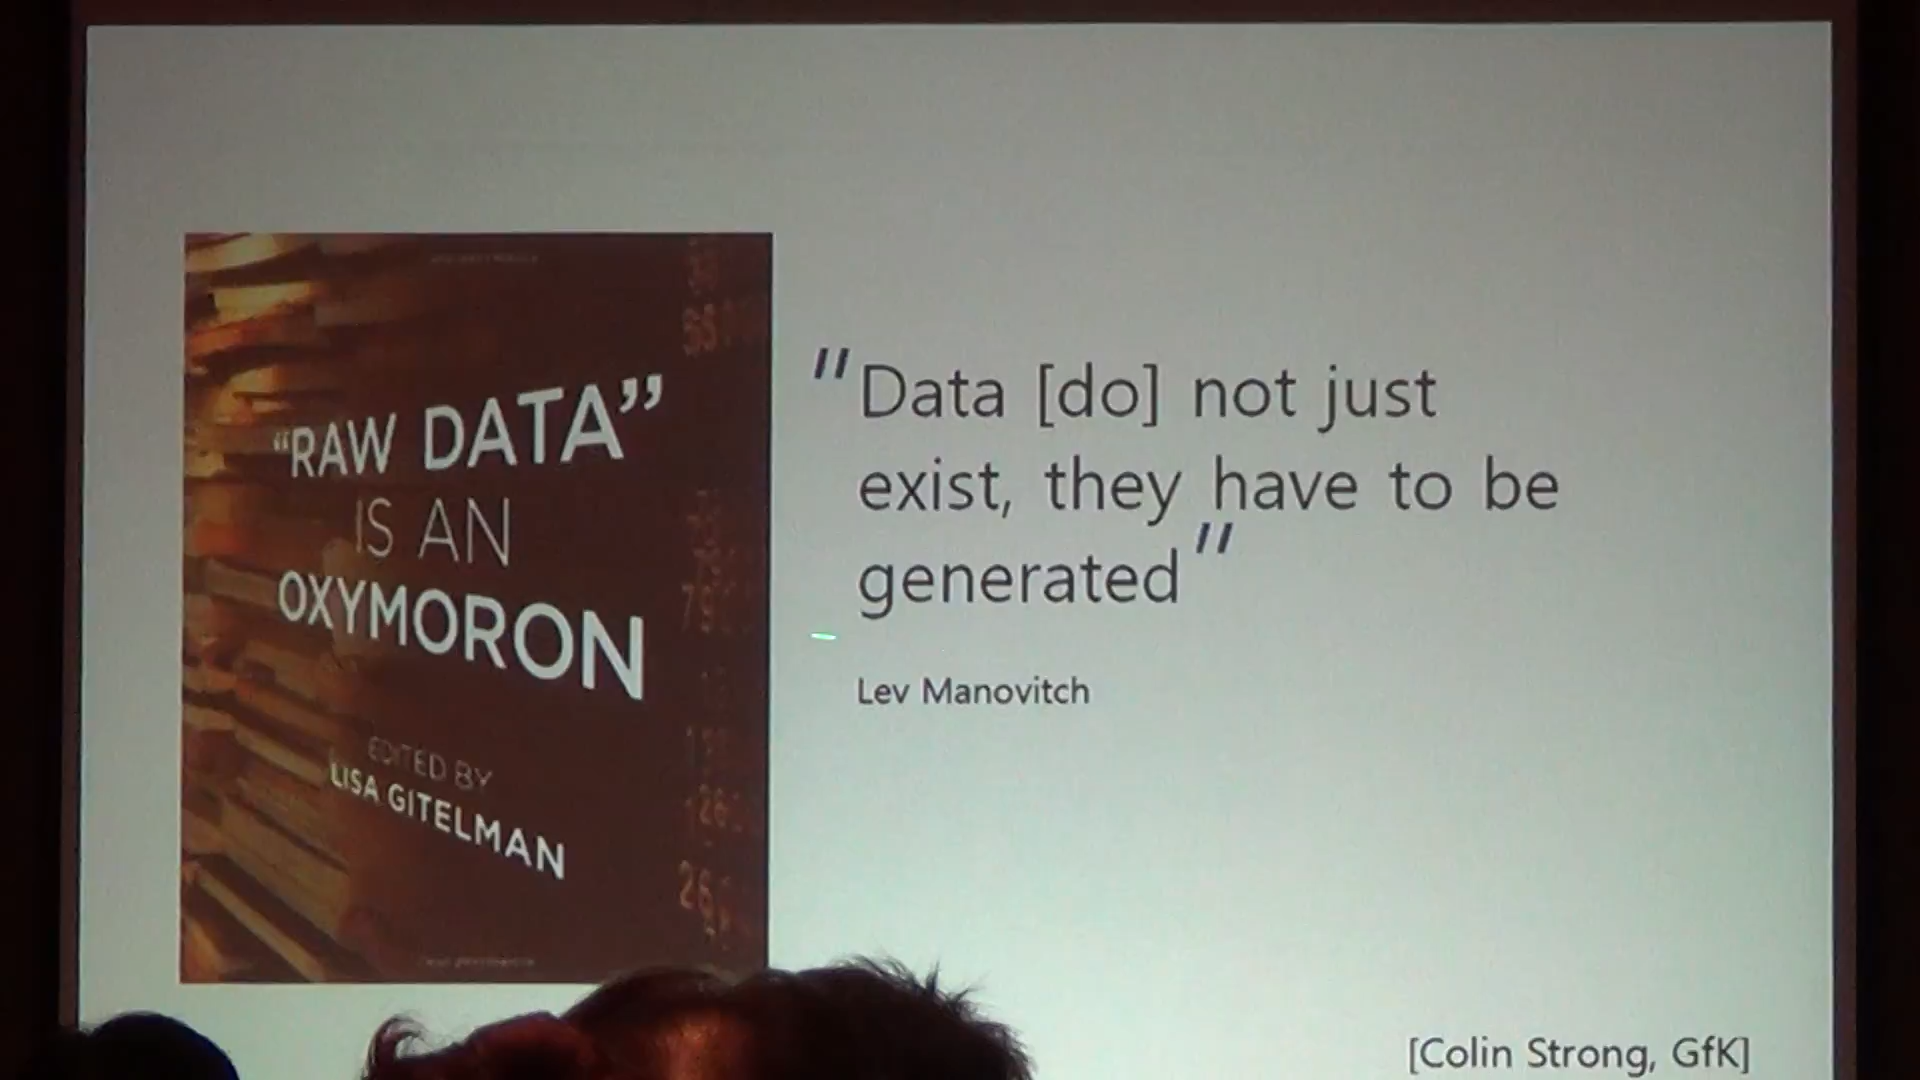 “RAW DATA”
IS AN
OXYMORON
EDITED BY
LISA GITELMAN
"Data [do] not just
exist, they have to be
generated"
Lev Manovitch
[Colin Strong, GfK]